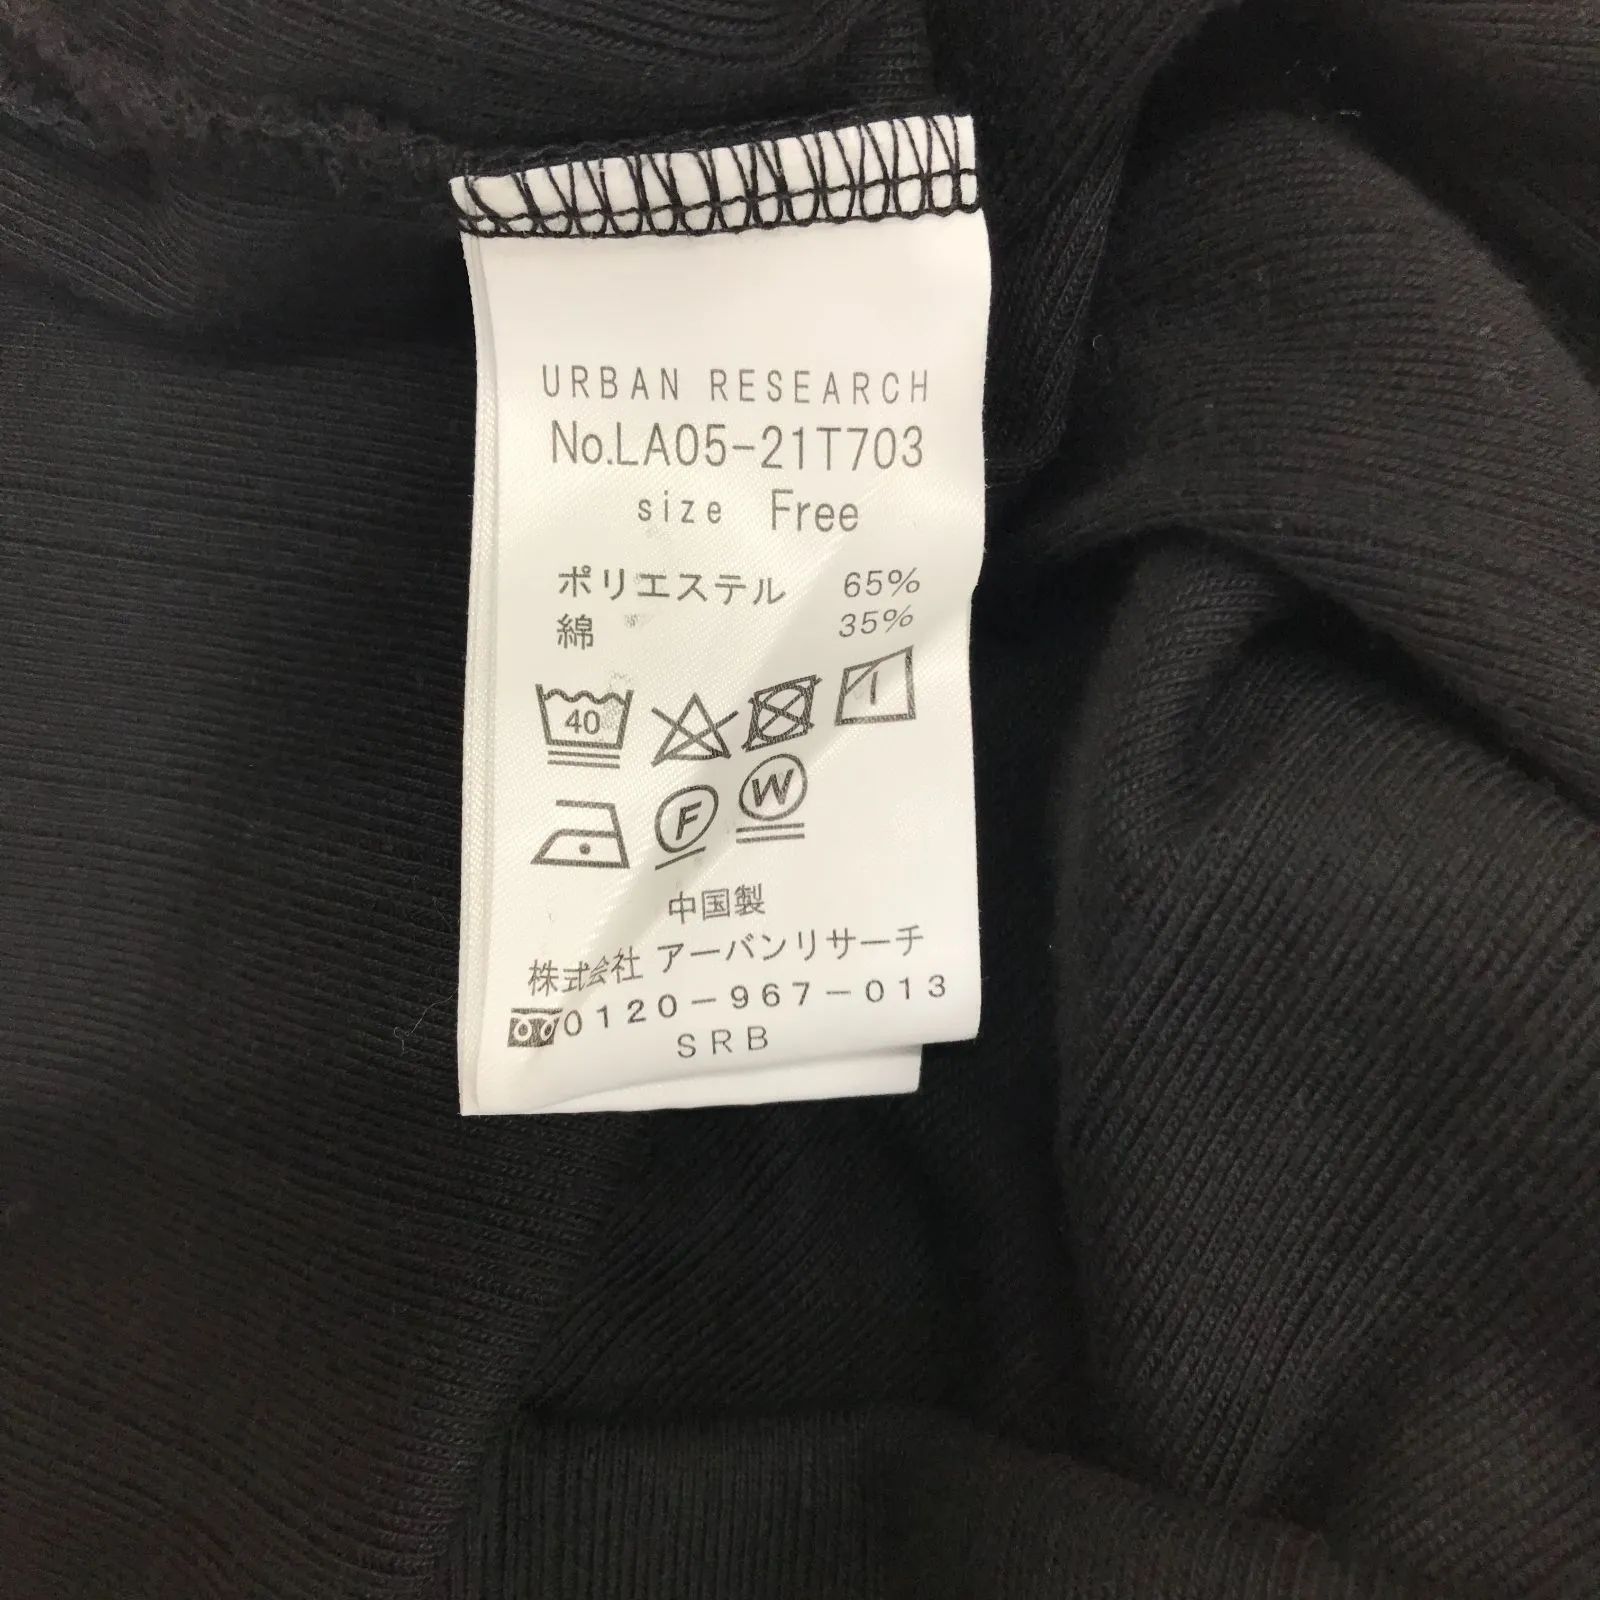 URBAN RESEARCH
No.LA05-21T703
size Free
ポリエステル 65%
綿 35%
40
F W
中国製
株式会社 アーバンリサーチ
0120-967-013
SRB